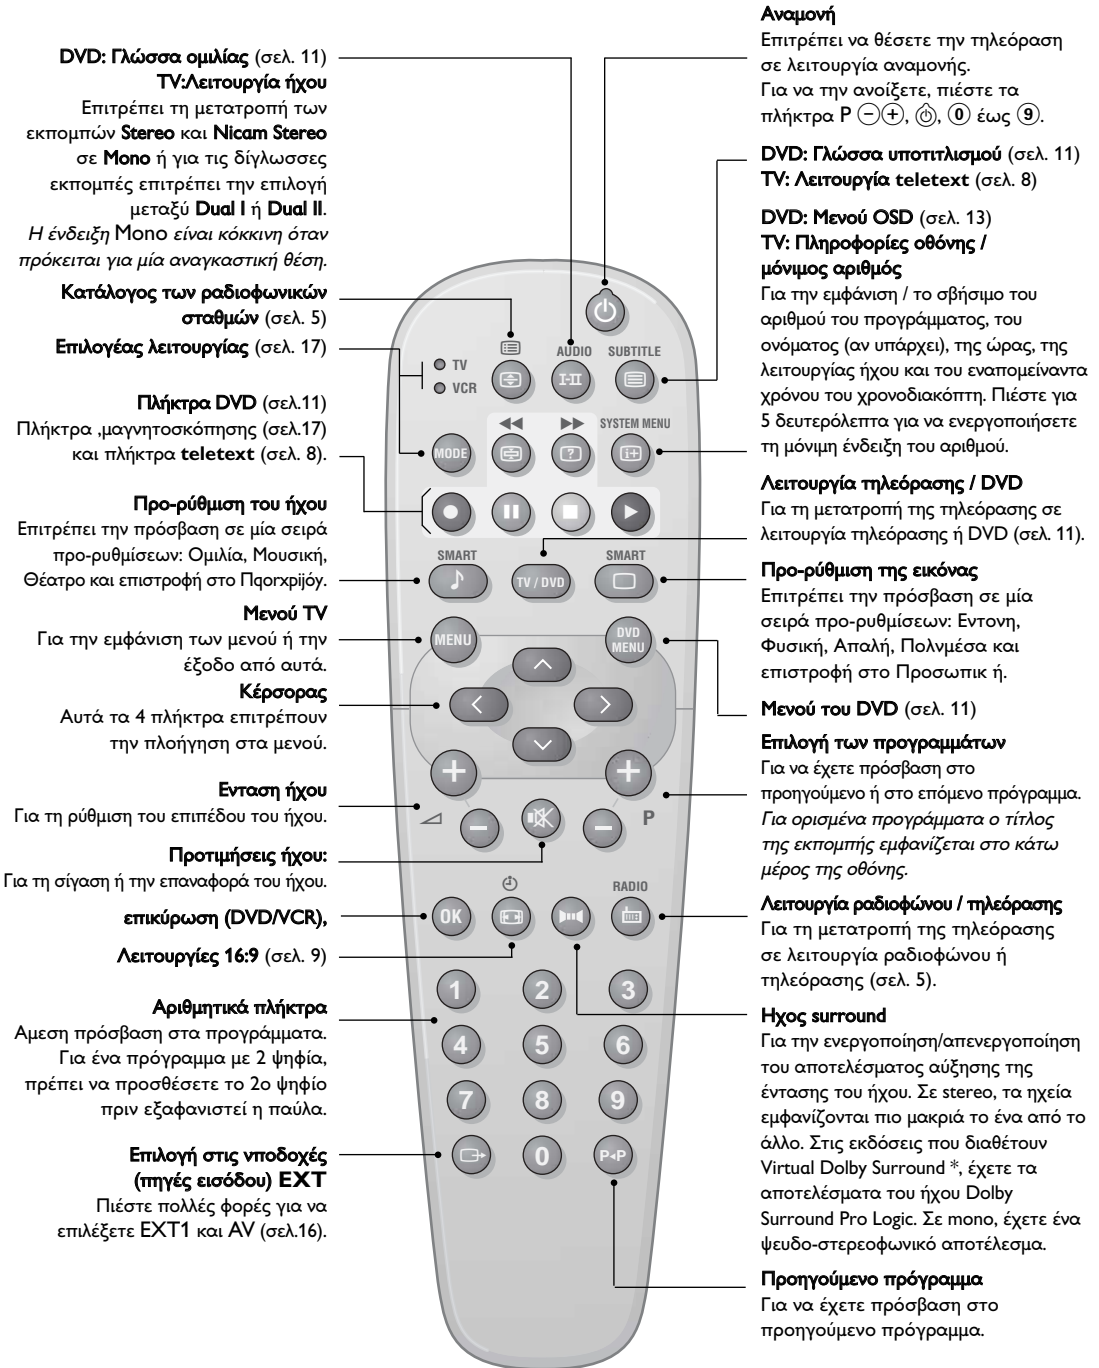 DVD: Γλώσσα ομιλίας (σελ. 11)
TV:Λειτουργία ήχου
Επιτρέπει τη μετατροπή των
εκπομπών Stereo και Nicam Stereo
σε Mono ή για τις δίγλωσσες
εκπομπές επιτρέπει την επιλογή
μεταξύ Dual I ή Dual II.
Η ένδειξη Mono είναι κόκκινη όταν
πρόκειται για μία αναγκαστική θέση.
Κατάλογος των ραδιοφωνικών
σταθμών (σελ. 5)
Επιλογέας λειτουργίας (σελ. 17)
Πλήκτρα DVD (σελ.11)
Πλήκτρα ,μαγνητοσκόπησης (σελ.17)
και πλήκτρα teletext (σελ. 8).
Προ-ρύθμιση του ήχου
Επιτρέπει την πρόσβαση σε μία σειρά
προ-ρυθμίσεων: Ομιλία, Μουσική,
Θέατρο και επιστροφή στο Πqorxpijόy.
Μενού TV
Για την εμφάνιση των μενού ή την
έξοδο από αυτά.
Κέρσορας
Αυτά τα 4 πλήκτρα επιτρέπουν
την πλοήγηση στα μενού.
Ενταση ήχου
Για τη ρύθμιση του επιπέδου του ήχου.
Προτιμήσεις ήχου:
Για τη σίγαση ή την επαναφορά του ήχου.
επικύρωση (DVD/VCR),
Λειτουργίες 16:9 (σελ. 9)
Αριθμητικά πλήκτρα
Αμεση πρόσβαση στα προγράμματα.
Για ένα πρόγραμμα με 2 ψηφία,
πρέπει να προσθέσετε το 2ο ψηφίο
πριν εξαφανιστεί η παύλα.
Επιλογή στις νποδοχές
(πηγές εισόδου) EXT
Πιέστε πολλές φορές για να
επιλέξετε EXT1 και AV (σελ.16).
AUDIO
SUBTITLE
TV
I-II
VCR
SYSTEM MENU
MODE
?
i+
SMART
SMART
TV / DVD
MENU
DVD
MENU
+
+
−
−
P
RADIO
OK
1
2
3
4
5
6
7
8
9
0
P◂P
Αναμονή
Επιτρέπει να θέσετε την τηλεόραση
σε λειτουργία αναμονής.
Για να την ανοίξετε, πιέστε τα
πλήκτρα P − +, ⏻, 0 έως 9.
DVD: Γλώσσα υποτιτλισμού (σελ. 11)
TV: Λειτουργία teletext (σελ. 8)
DVD: Μενού OSD (σελ. 13)
TV: Πληροφορίες οθόνης /
μόνιμος αριθμός
Για την εμφάνιση / το σβήσιμο του
αριθμού του προγράμματος, του
ονόματος (αν υπάρχει), της ώρας, της
λειτουργίας ήχου και του εναπομείναντα
χρόνου του χρονοδιακόπτη. Πιέστε για
5 δευτερόλεπτα για να ενεργοποιήσετε
τη μόνιμη ένδειξη του αριθμού.
Λειτουργία τηλεόρασης / DVD
Για τη μετατροπή της τηλεόρασης σε
λειτουργία τηλεόρασης ή DVD (σελ. 11).
Προ-ρύθμιση της εικόνας
Επιτρέπει την πρόσβαση σε μία
σειρά προ-ρυθμίσεων: Εντονη,
Φυσική, Απαλή, Πολνμέσα και
επιστροφή στο Προσωπικ ή.
Μενού του DVD (σελ. 11)
Επιλογή των προγραμμάτων
Για να έχετε πρόσβαση στο
προηγούμενο ή στο επόμενο πρόγραμμα.
Για ορισμένα προγράμματα ο τίτλος
της εκπομπής εμφανίζεται στο κάτω
μέρος της οθόνης.
Λειτουργία ραδιοφώνου / τηλεόρασης
Για τη μετατροπή της τηλεόρασης
σε λειτουργία ραδιοφώνου ή
τηλεόρασης (σελ. 5).
Ηχος surround
Για την ενεργοποίηση/απενεργοποίηση
του αποτελέσματος αύξησης της
έντασης του ήχου. Σε stereo, τα ηχεία
εμφανίζονται πιο μακριά το ένα από το
άλλο. Στις εκδόσεις που διαθέτουν
Virtual Dolby Surround *, έχετε τα
αποτελέσματα του ήχου Dolby
Surround Pro Logic. Σε mono, έχετε ένα
ψευδο-στερεοφωνικό αποτέλεσμα.
Προηγούμενο πρόγραμμα
Για να έχετε πρόσβαση στο
προηγούμενο πρόγραμμα.